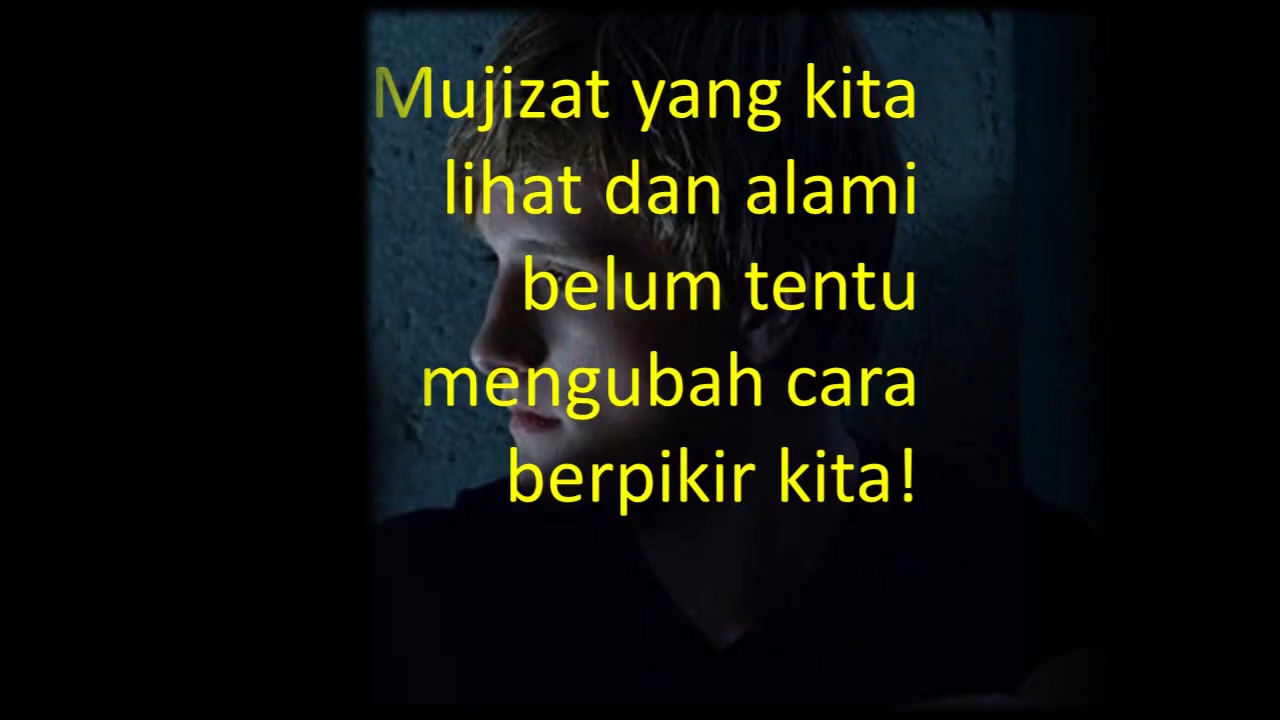 Mujizat yang kita
lihat dan alami
belum tentu
mengubah cara
berpikir kita!